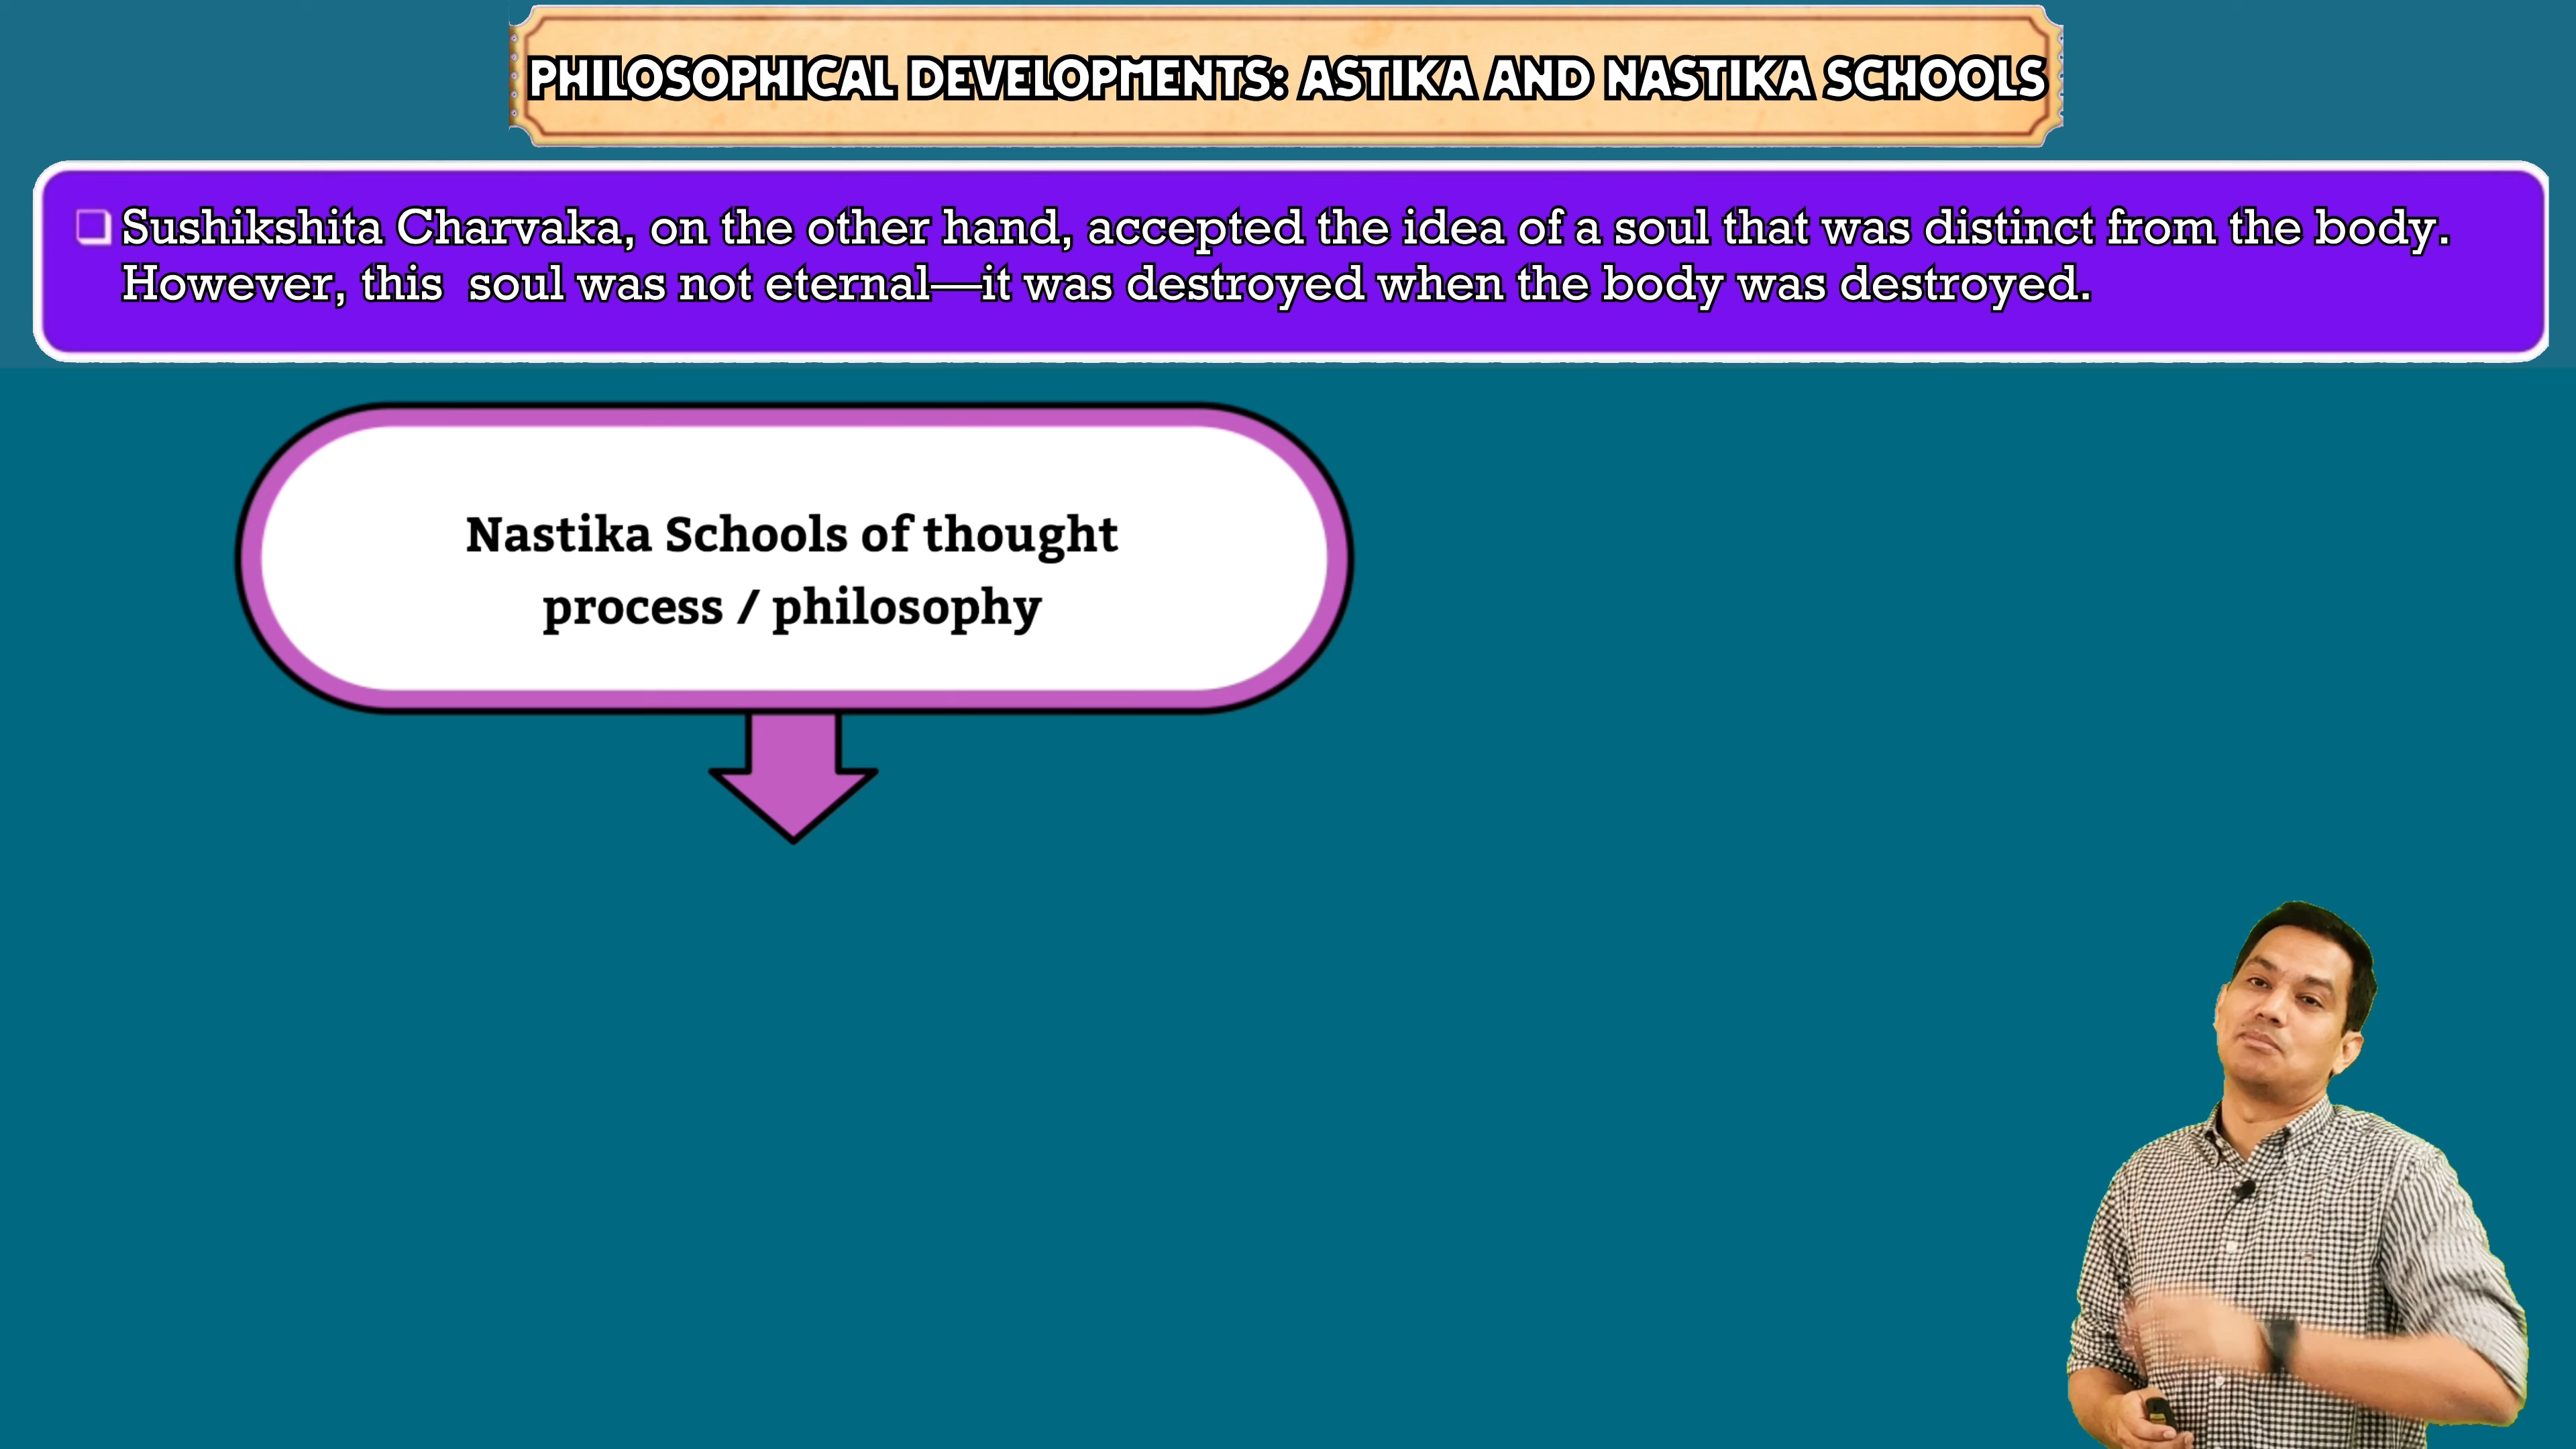 PHILOSOPHICAL DEVELOPMENTS: ASTIKA AND NASTIKA SCHOOLS
Sushikshita Charvaka, on the other hand, accepted the idea of a soul that was distinct from the body.
However, this soul was not eternal—it was destroyed when the body was destroyed.
Nastika Schools of thought
process / philosophy